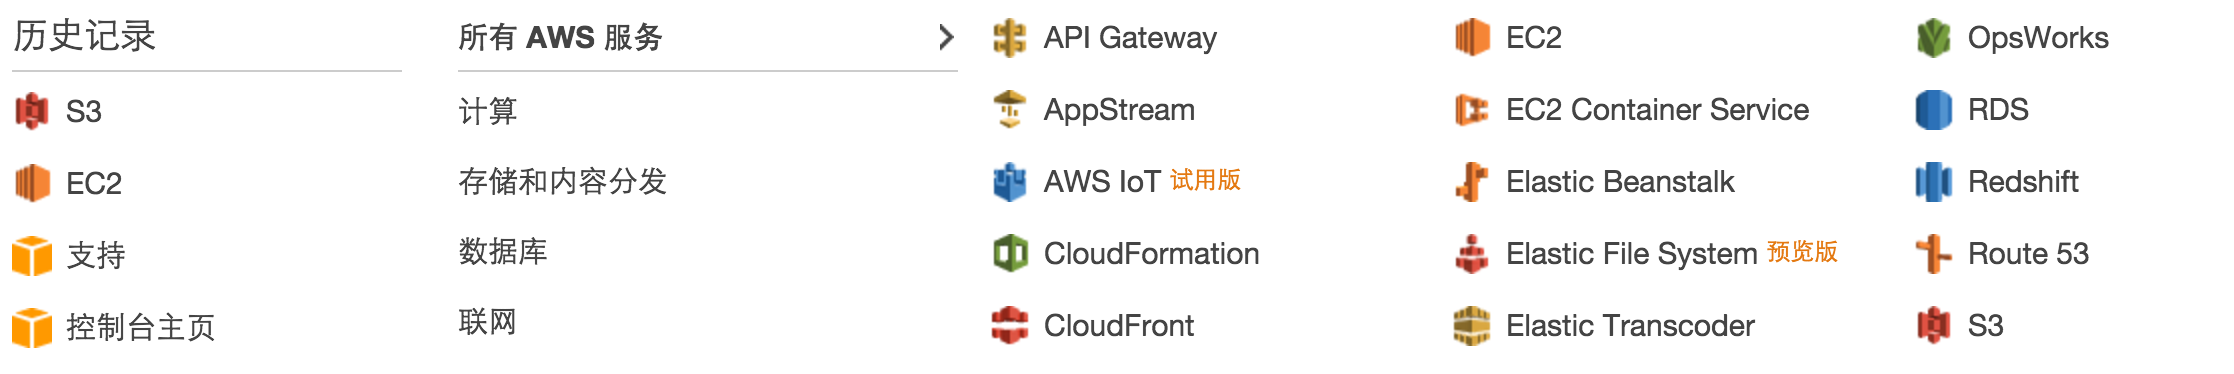 历史记录
S3
EC2
支持
控制台主页
所有 AWS 服务
计算
存储和内容分发
数据库
联网
API Gateway
AppStream
AWS IoT 试用版
CloudFormation
CloudFront
EC2
EC2 Container Service
Elastic Beanstalk
Elastic File System 预览版
Elastic Transcoder
OpsWorks
RDS
Redshift
Route 53
S3